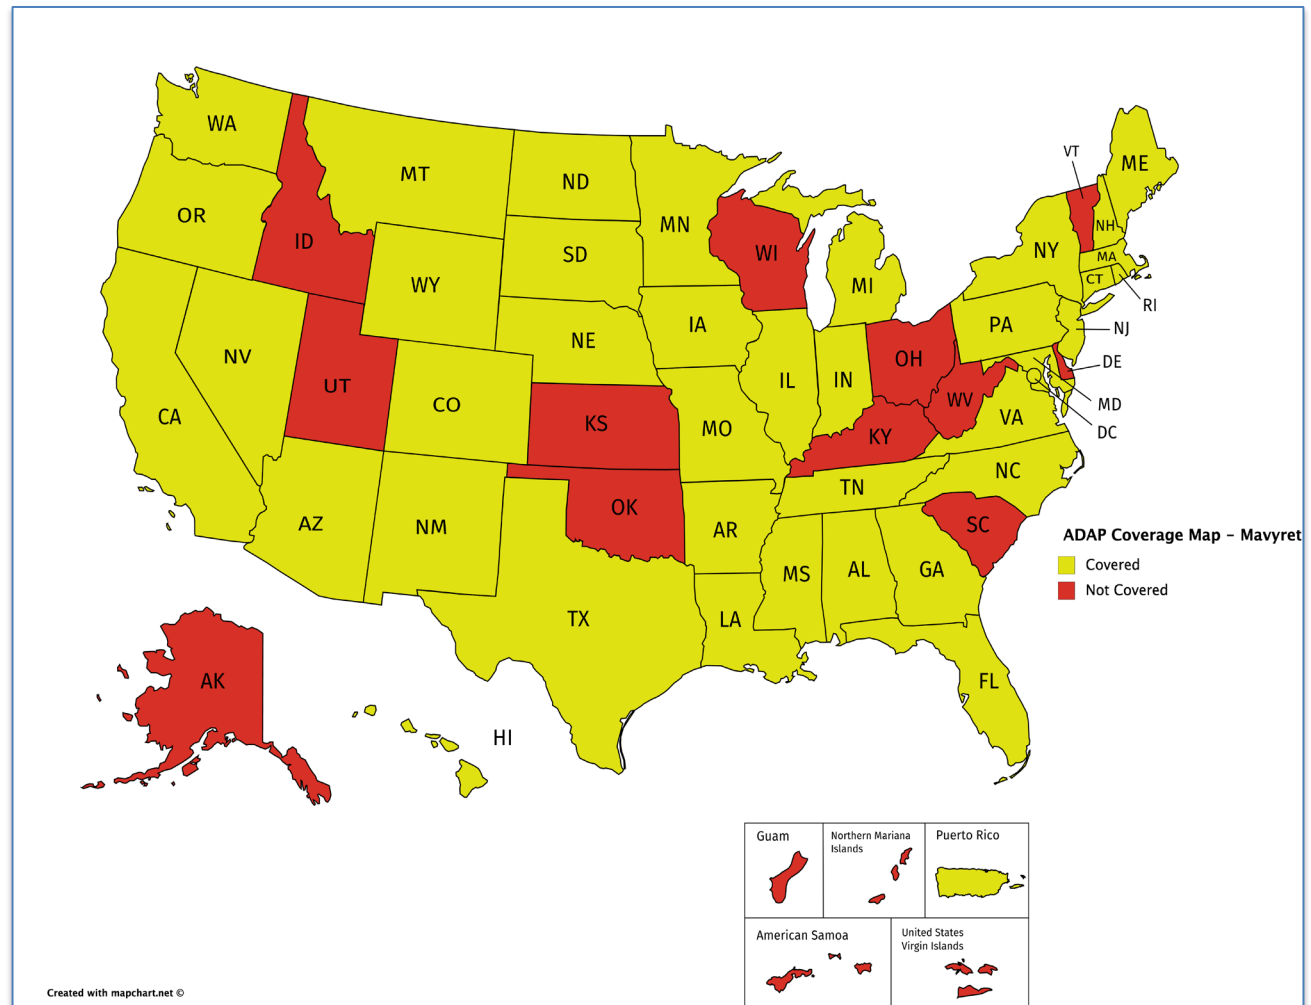 WA
MT
ND
MN
VT
ME
OR
ID
SD
WI
NY
NH
MA
CT
RI
WY
MI
IA
PA
NJ
NE
NV
UT
CO
IL
IN
OH
DE
WV
MD
VA
DC
CA
KS
MO
KY
NC
AZ
NM
OK
AR
TN
SC
MS
AL
GA
TX
LA
FL
AK
HI
ADAP Coverage Map – Mavyret
Covered
Not Covered
Guam
Northern Mariana
Islands
Puerto Rico
American Samoa
United States
Virgin Islands
Created with mapchart.net ©